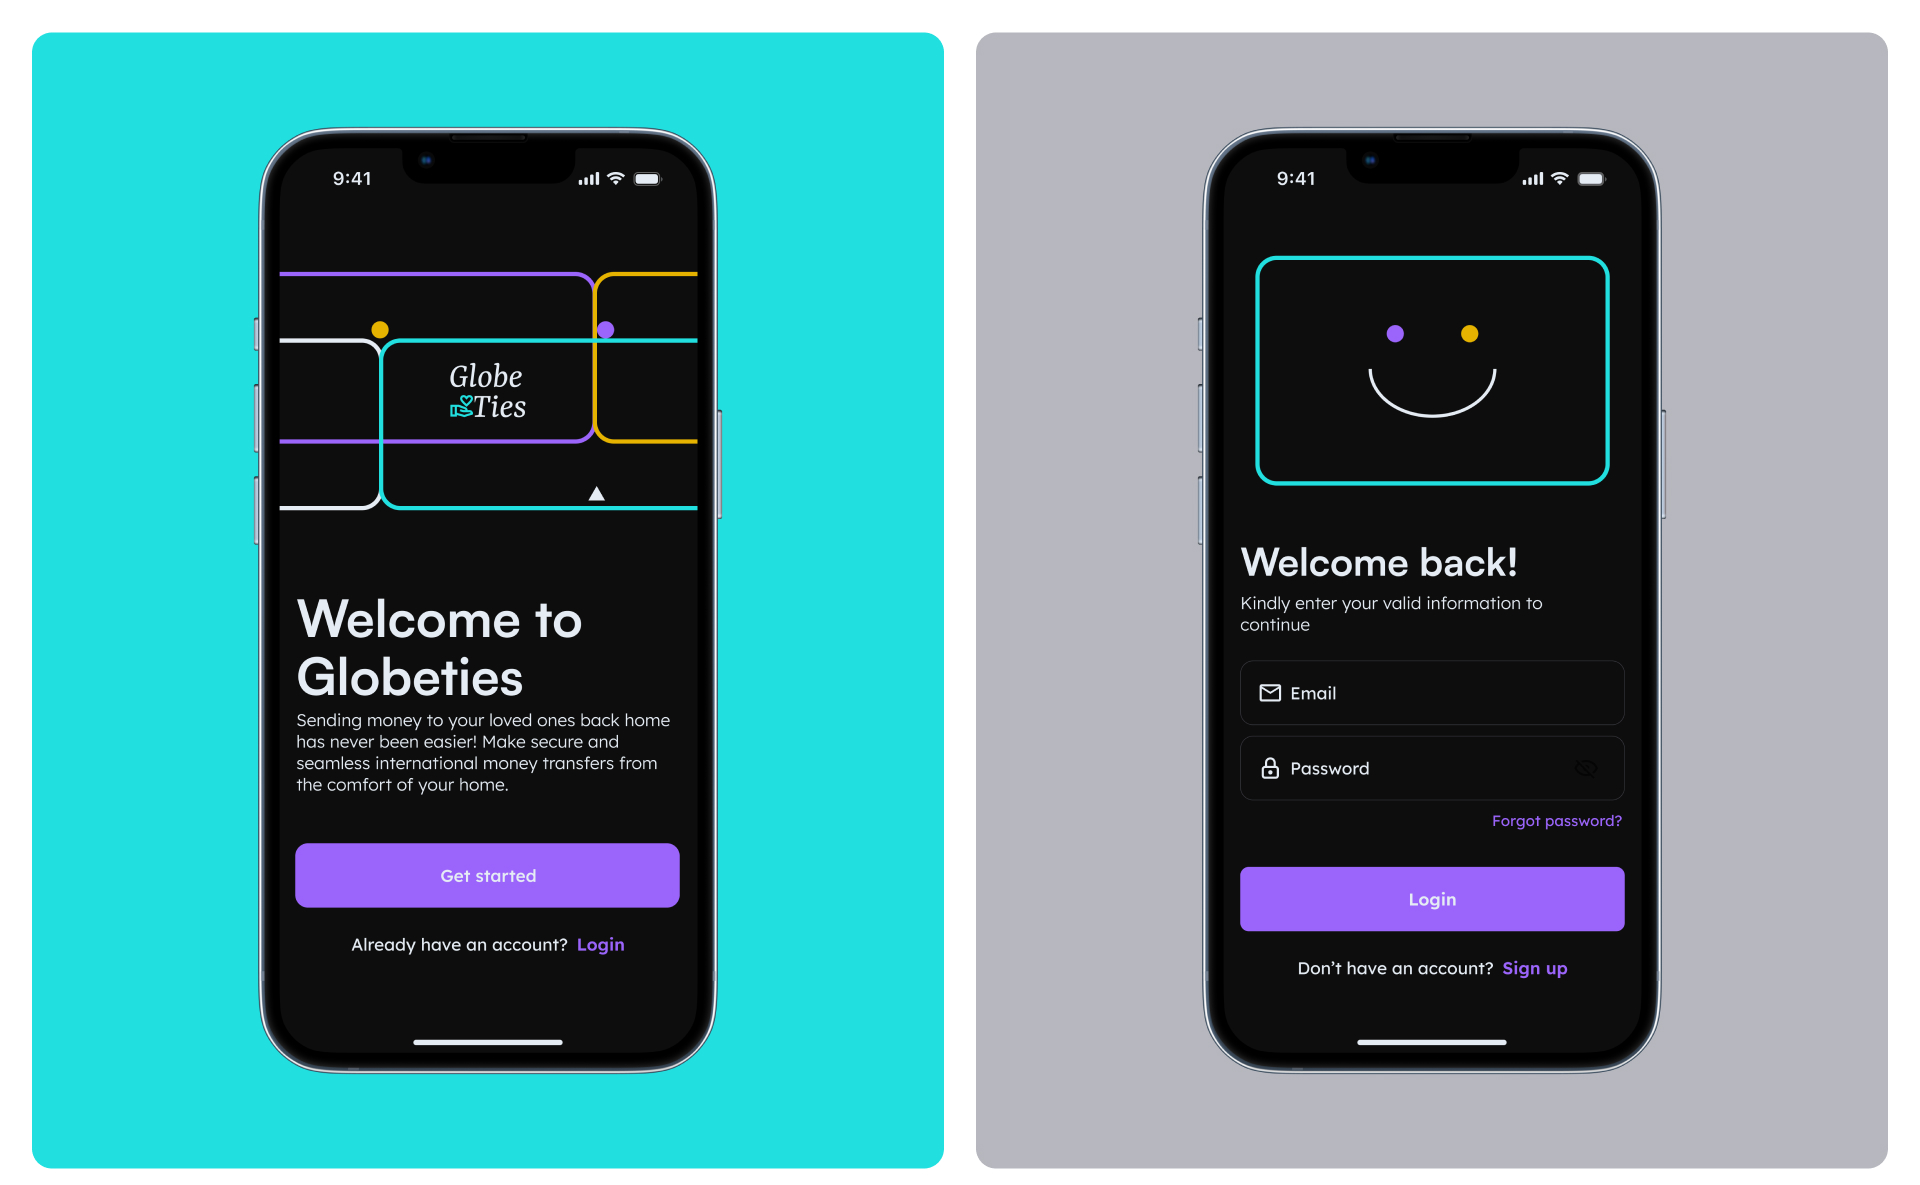 9:41
Globe
Ties
Welcome to
Globeties
Sending money to your loved ones back home
has never been easier! Make secure and
seamless international money transfers from
the comfort of your home.
Get started
Already have an account? Login
9:41
Welcome back!
Kindly enter your valid information to
continue
Email
Password
Forgot password?
Login
Don’t have an account? Sign up